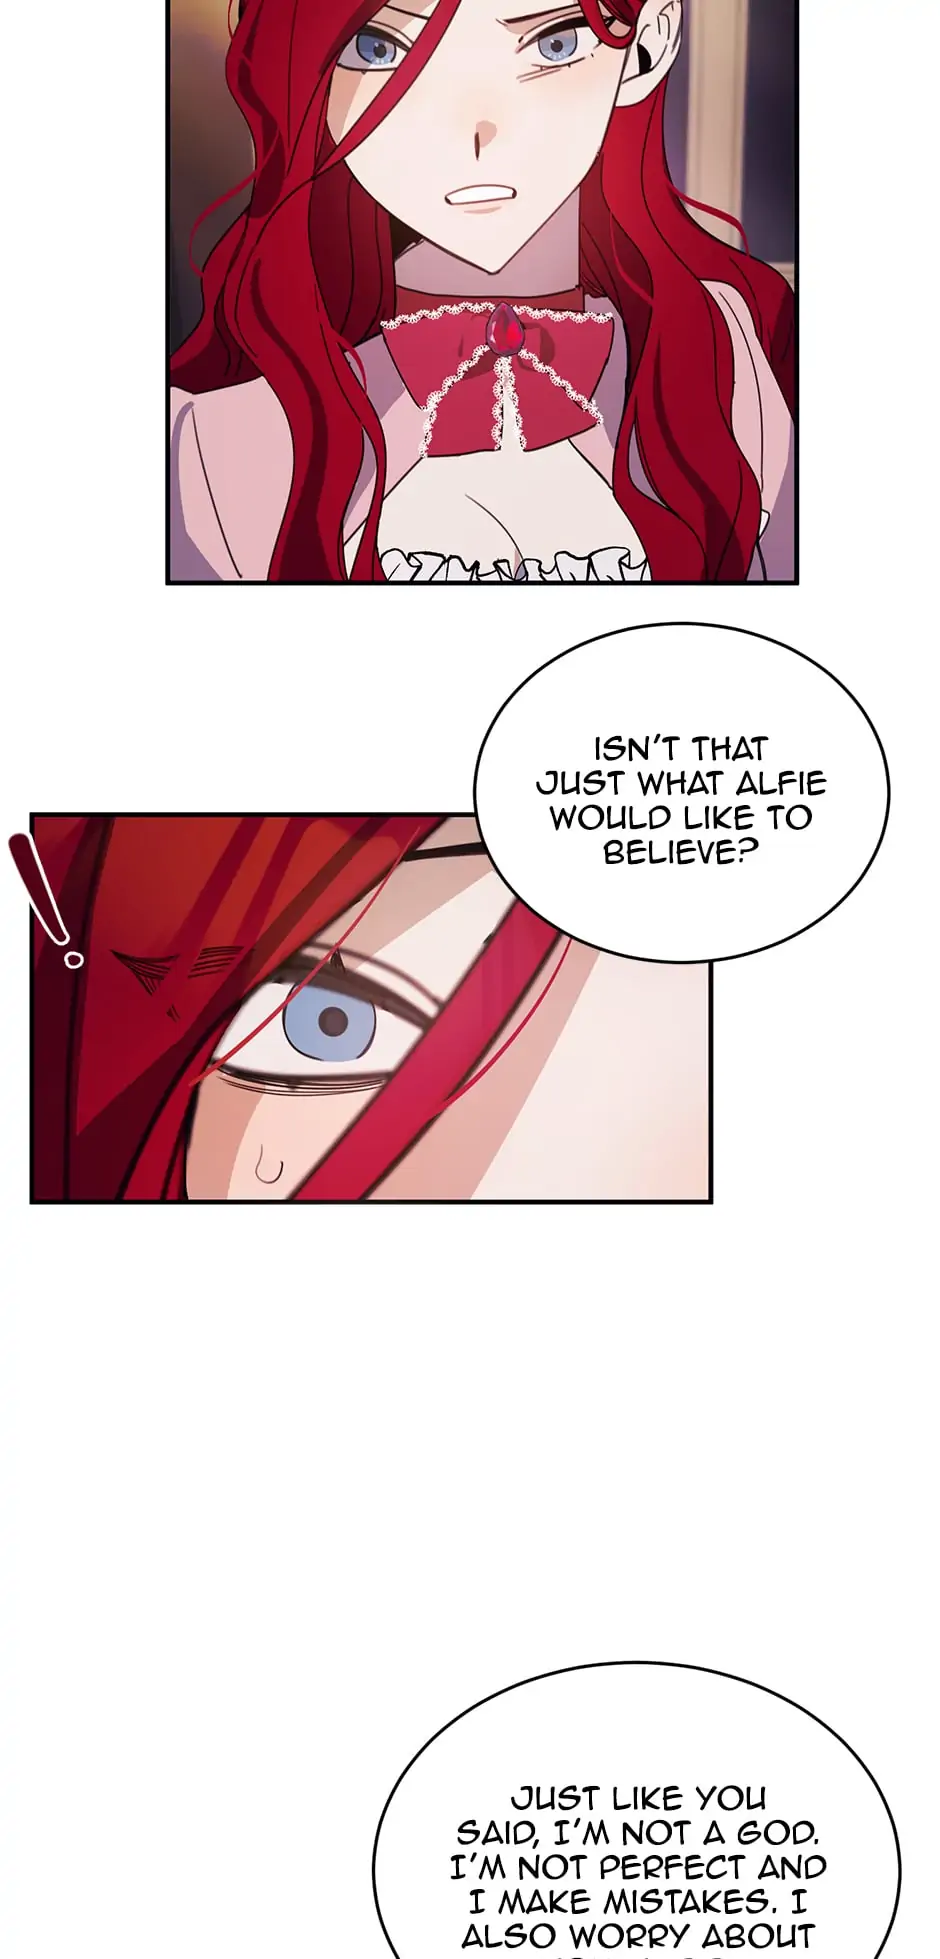 ISN'T THAT
JUST WHAT ALFIE
WOULD LIKE TO
BELIEVE?
JUST LIKE YOU
SAID, I'M NOT A GOD.
I'M NOT PERFECT AND
I MAKE MISTAKES. I
ALSO WORRY ABOUT